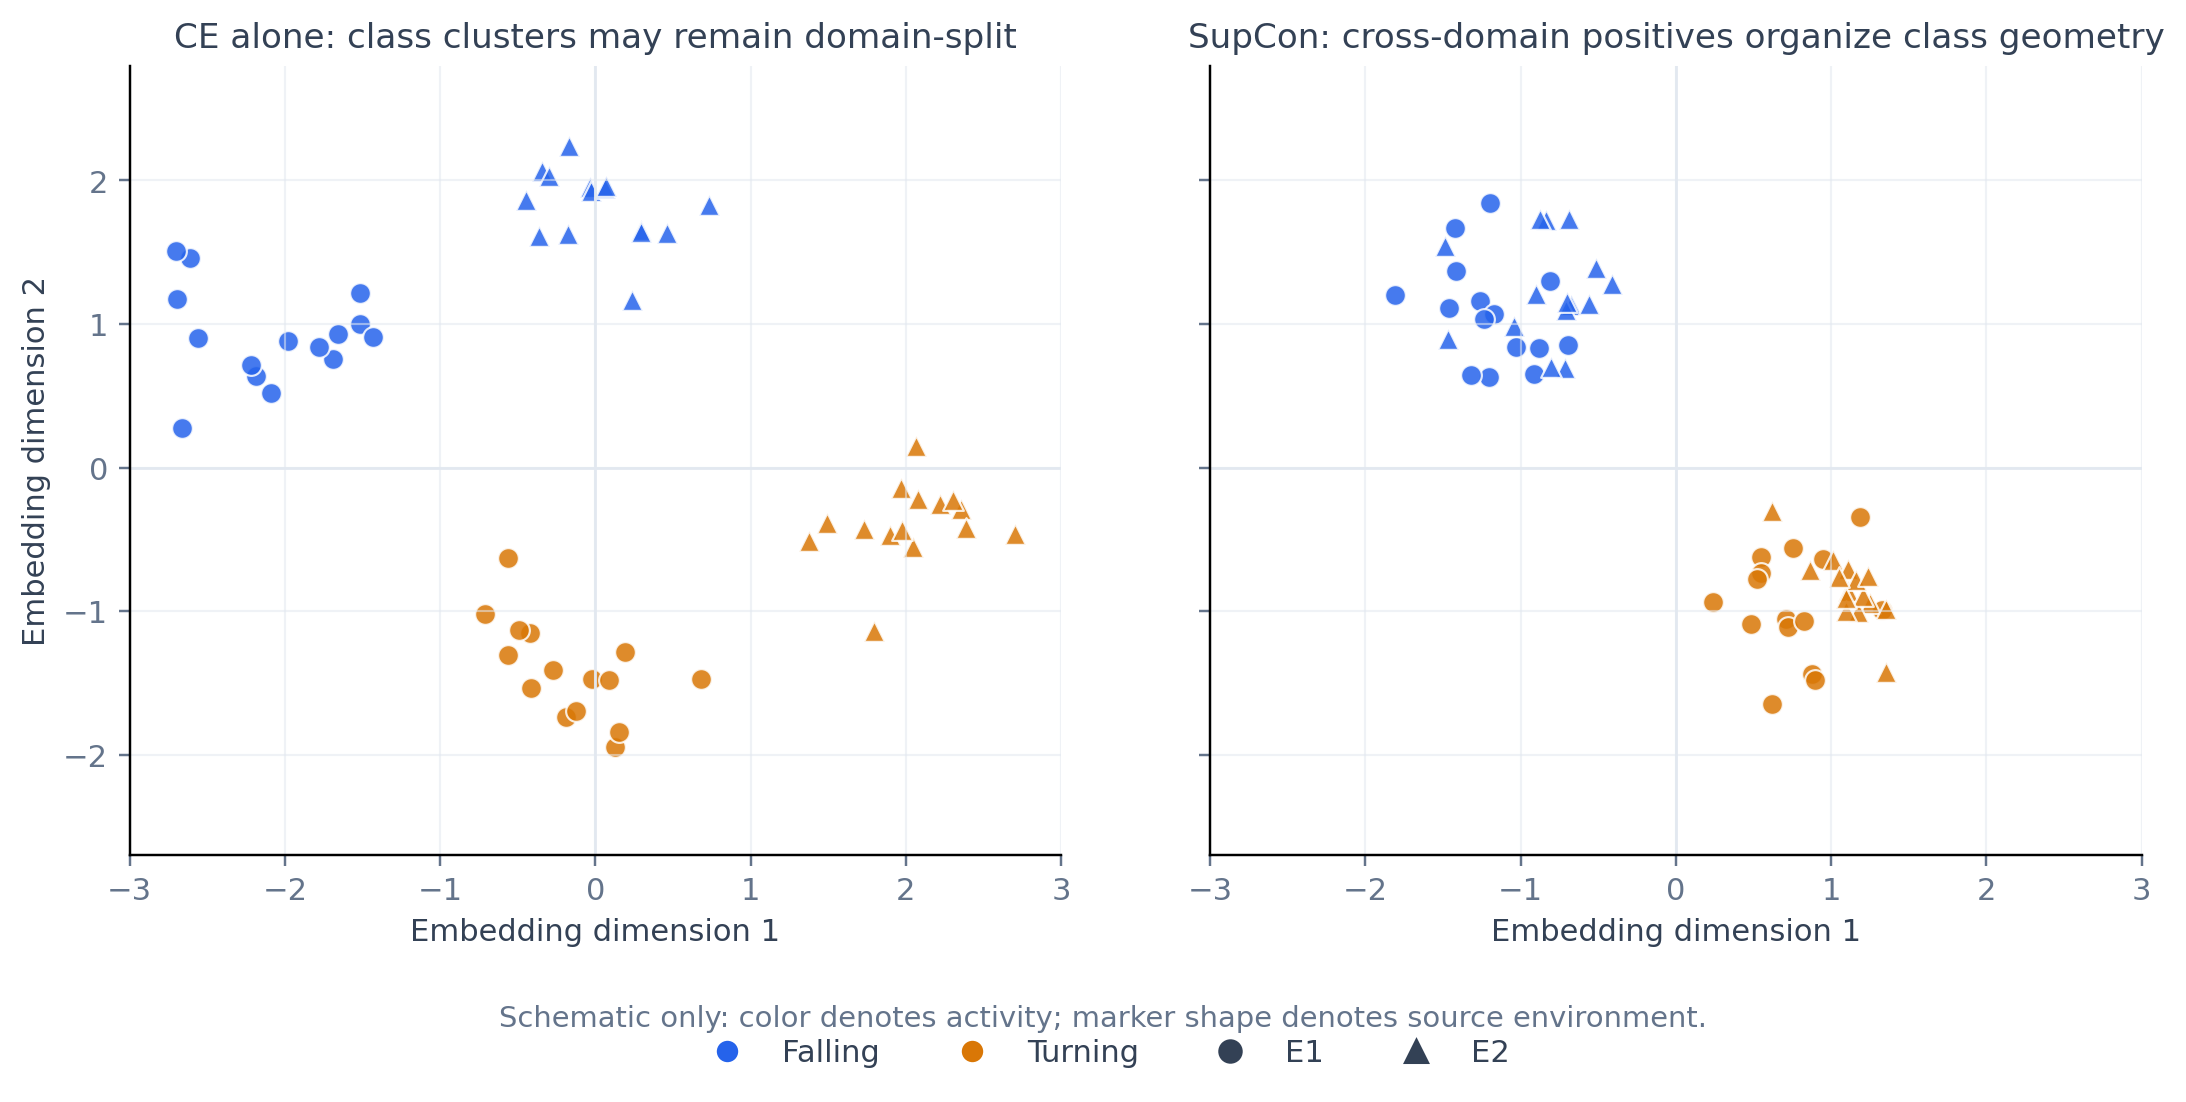 CE alone: class clusters may remain domain-split
SupCon: cross-domain positives organize class geometry
Embedding dimension 2
2
1
0
−1
−2
−3 −2 −1 0 1 2 3
−3 −2 −1 0 1 2 3
Embedding dimension 1
Embedding dimension 1
Schematic only: color denotes activity; marker shape denotes source environment.
Falling Turning E1 E2